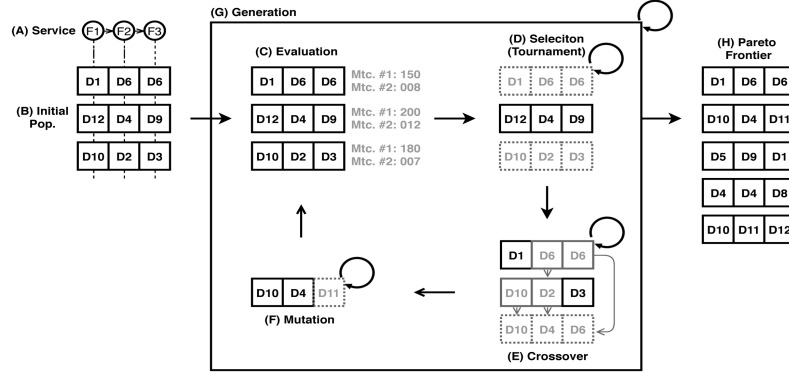 (A) Service F1 F2 F3
(B) Initial
Pop.
D1 D6 D6
D12 D4 D9
D10 D2 D3
(G) Generation
(C) Evaluation
D1 D6 D6 Mtc. #1: 150
Mtc. #2: 008
D12 D4 D9 Mtc. #1: 200
Mtc. #2: 012
D10 D2 D3 Mtc. #1: 180
Mtc. #2: 007
(D) Seleciton
(Tournament)
D1 D6 D6
D12 D4 D9
D10 D2 D3
D1 D6 D6
D10 D2 D3
D10 D4 D6
(E) Crossover
D10 D4 D11
(F) Mutation
(H) Pareto
Frontier
D1 D6 D6
D10 D4 D11
D5 D9 D1
D4 D4 D8
D10 D11 D12